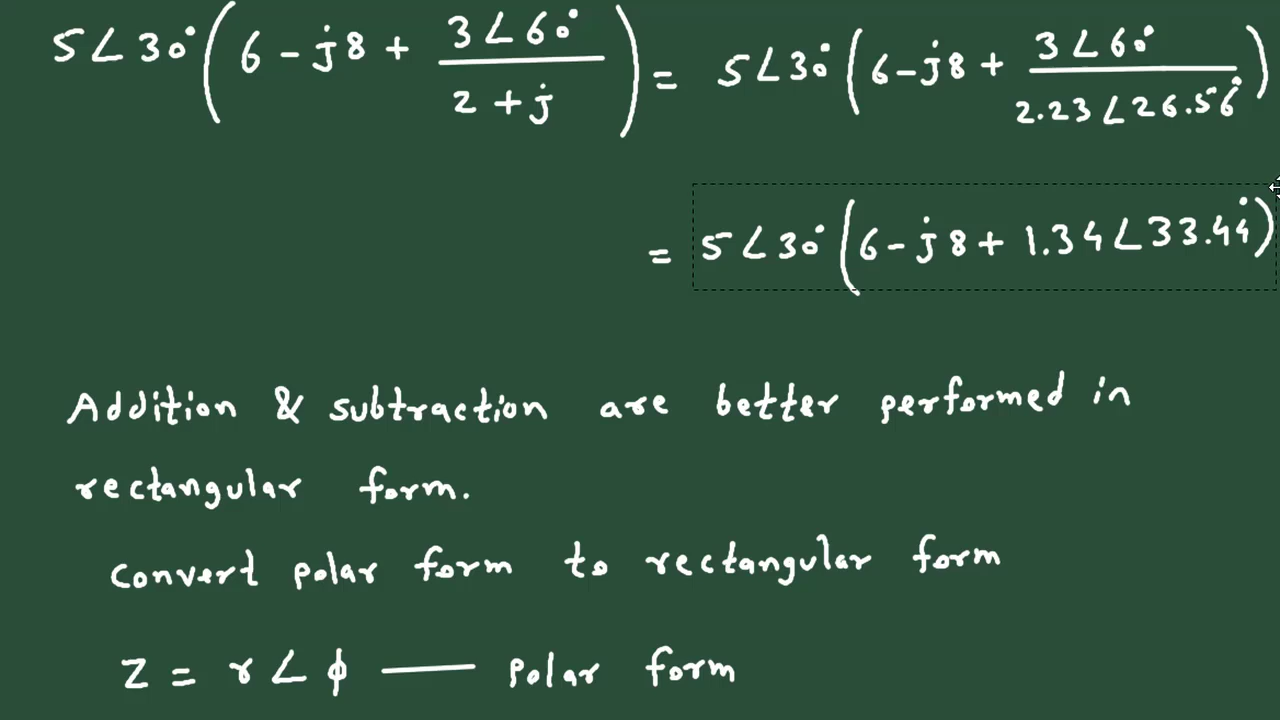 5∠30°(6-j8 + 3∠60°/2+j) = 5∠30°(6-j8+ 3∠60°/2.23∠26.56°)
= 5∠30°(6-j8+ 1.34∠33.44°)
Addition & subtraction are better performed in
rectangular form.
convert polar form to rectangular form
Z = r∠ϕ — polar form